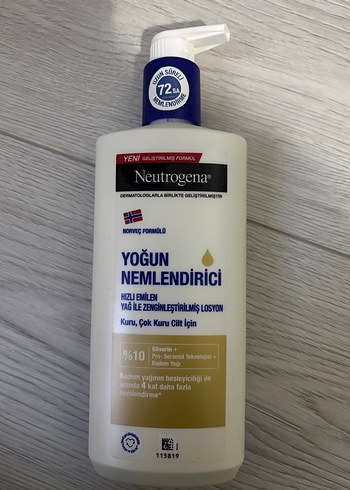 UZUN SÜRELİ
72 SA
NEMLENDİRME
YENİ GELİŞTİRİLMİŞ FORMÜL
Neutrogena®
DERMATOLOGLARLA BİRLİKTE GELİŞTİRİLMİŞTİR
NORVEÇ FORMÜLÜ
YOĞUN
NEMLENDİRİCİ
HIZLI EMİLEN
YAĞ İLE ZENGİNLEŞTİRİLMİŞ LOSYON
Kuru, Çok Kuru Cilt İçin
%10
Gliserin +
Pro- Seramid Teknolojisi +
Badem Yağı
Badem yağının besleyiciliği ile
4 kat daha fazla
nemlendirme*
115819